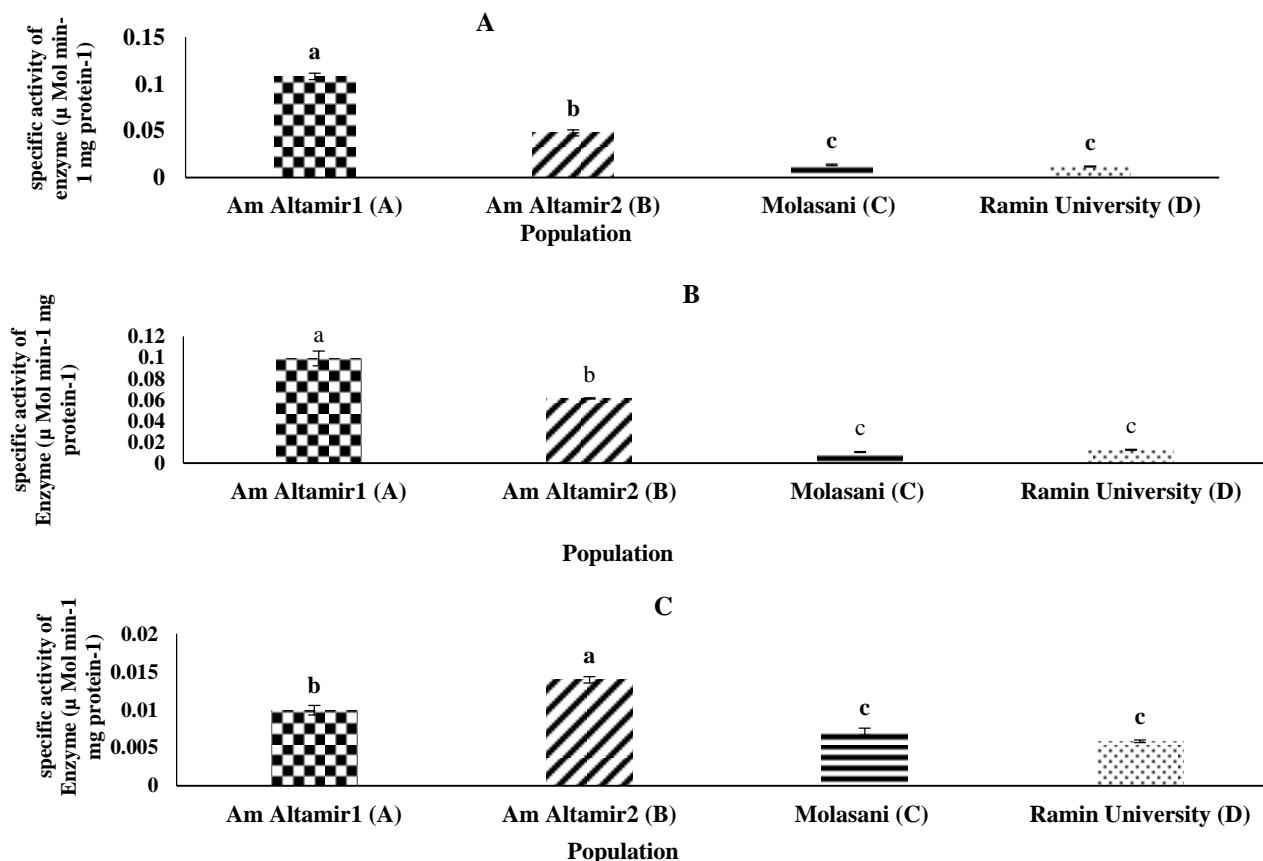 A
specific activity of
enzyme (µ Mol min-
1 mg protein-1)
0.15
0.1
0.05
0
a
b
c
c
Am Altamir1 (A) Am Altamir2 (B) Molasani (C) Ramin University (D)
Population
B
specific activity of
Enzyme (µ Mol min-1 mg
protein-1)
0.12
0.1
0.08
0.06
0.04
0.02
0
a
b
c
c
Am Altamir1 (A) Am Altamir2 (B) Molasani (C) Ramin University (D)
Population
C
specific activity of
Enzyme (µ Mol min-1
mg protein-1)
0.02
0.015
0.01
0.005
0
b
a
c
c
Am Altamir1 (A) Am Altamir2 (B) Molasani (C) Ramin University (D)
Population